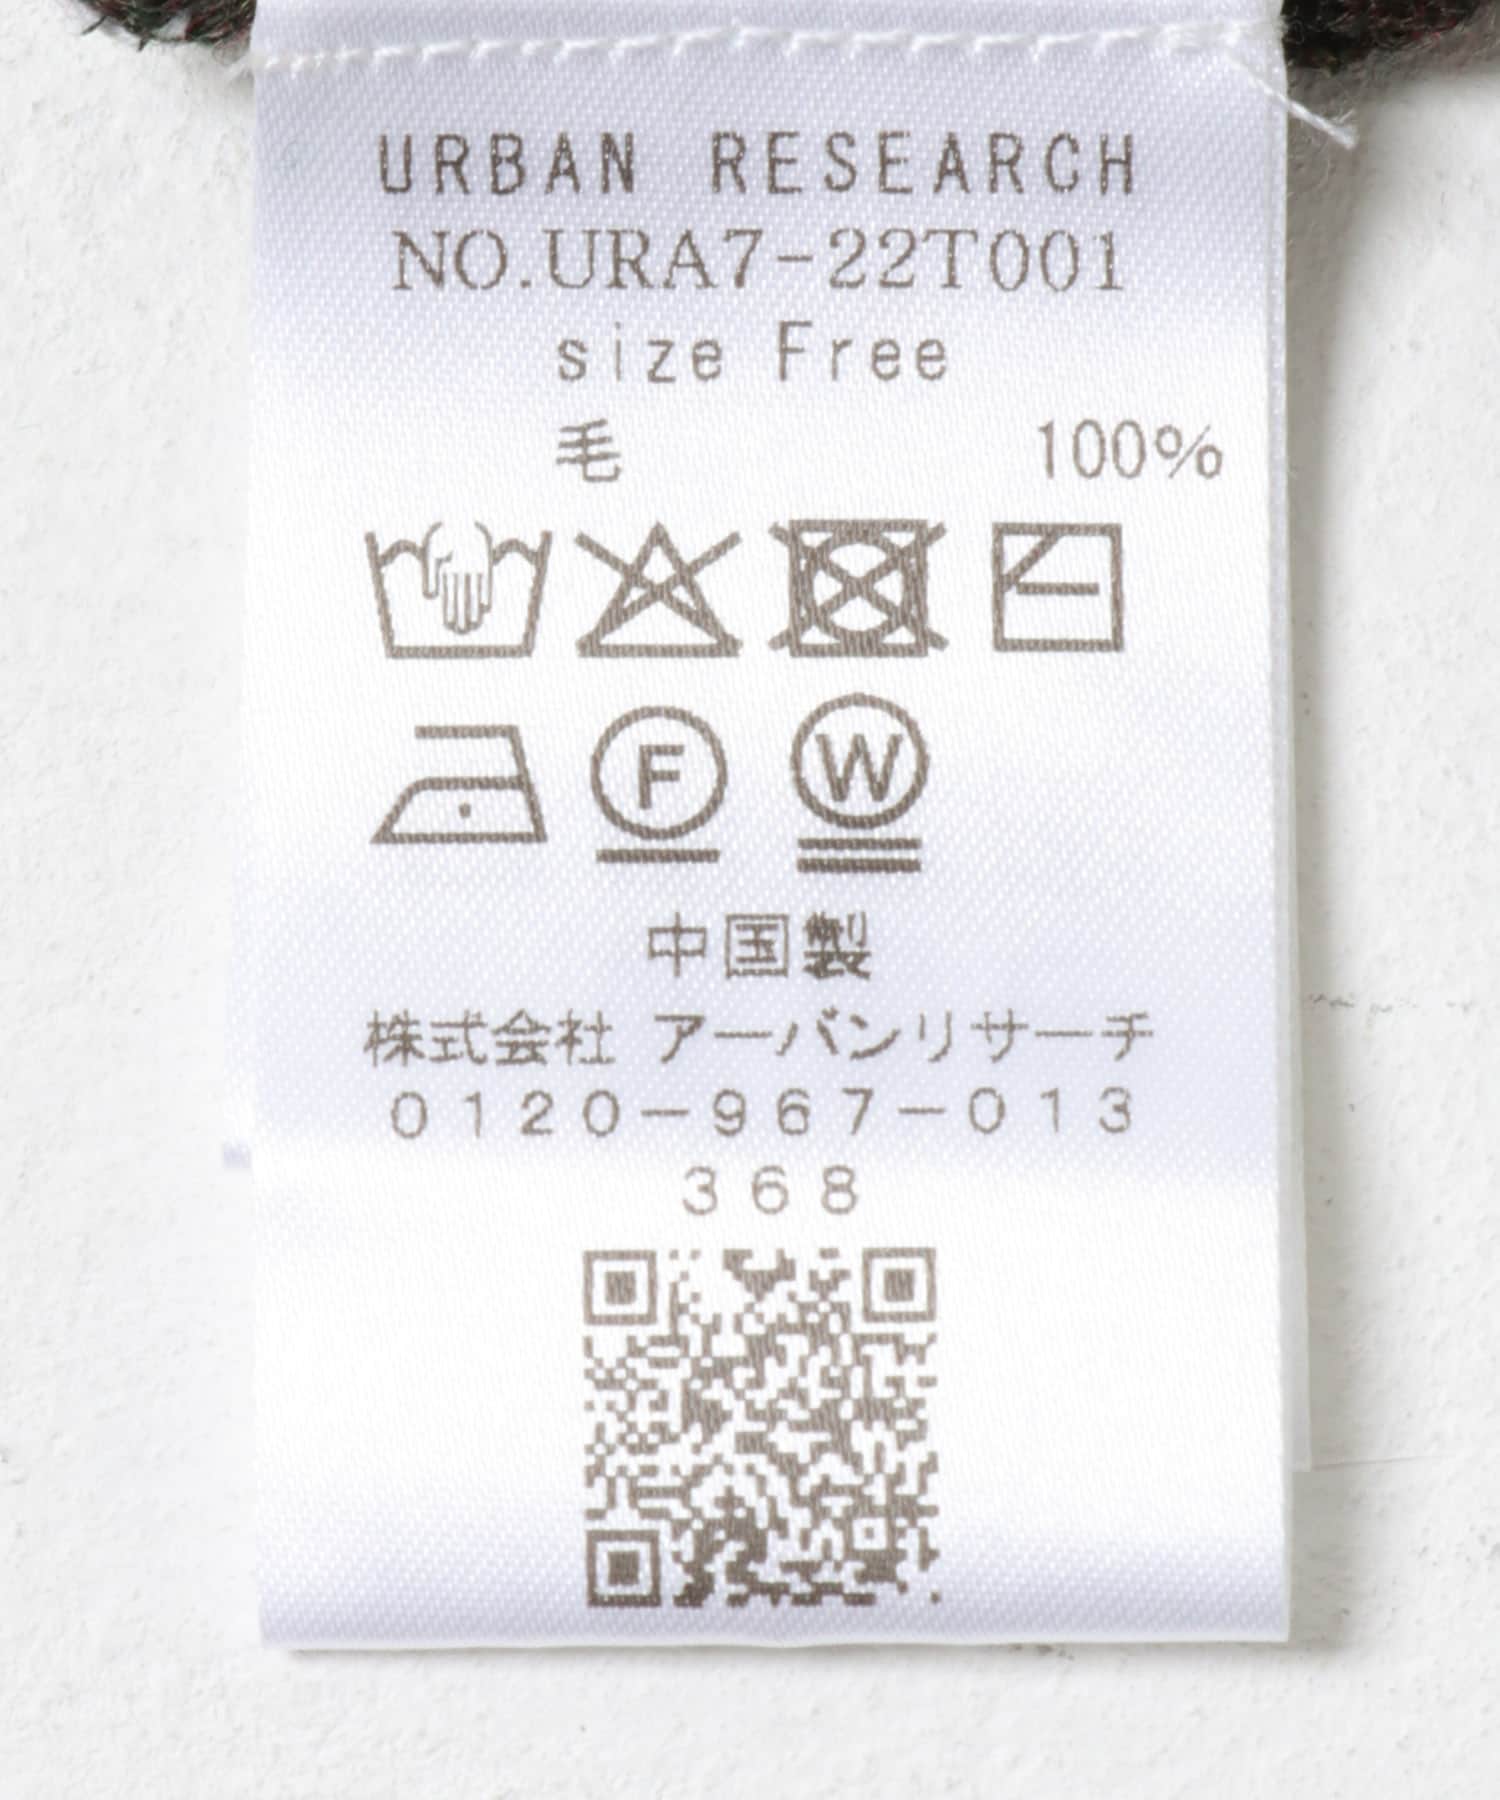 URBAN RESEARCH
NO.URA7-22T001
size Free
毛 100%
F W
中国製
株式会社 アーバンリサーチ
0120-967-013
368